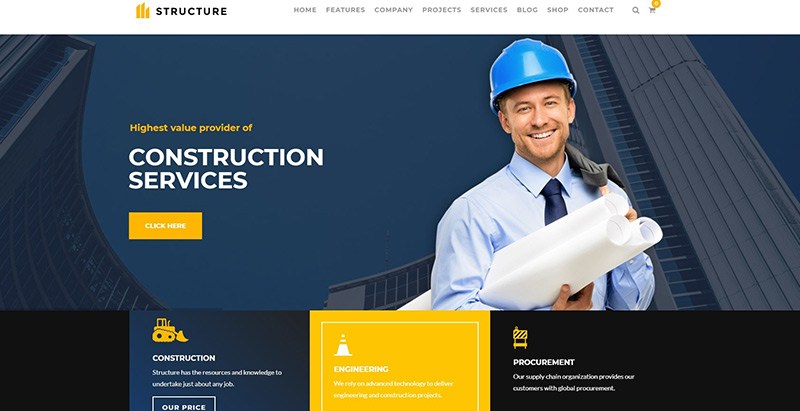 STRUCTURE
HOME FEATURES COMPANY PROJECTS SERVICES BLOG SHOP CONTACT
0
Highest value provider of
CONSTRUCTION
SERVICES
CLICK HERE
CONSTRUCTION
Structure has the resources and knowledge to
undertake just about any job.
OUR PRICE
ENGINEERING
We rely on advanced technology to deliver
engineering and construction projects.
PROCUREMENT
Our supply chain organization provides our
customers with global procurement.